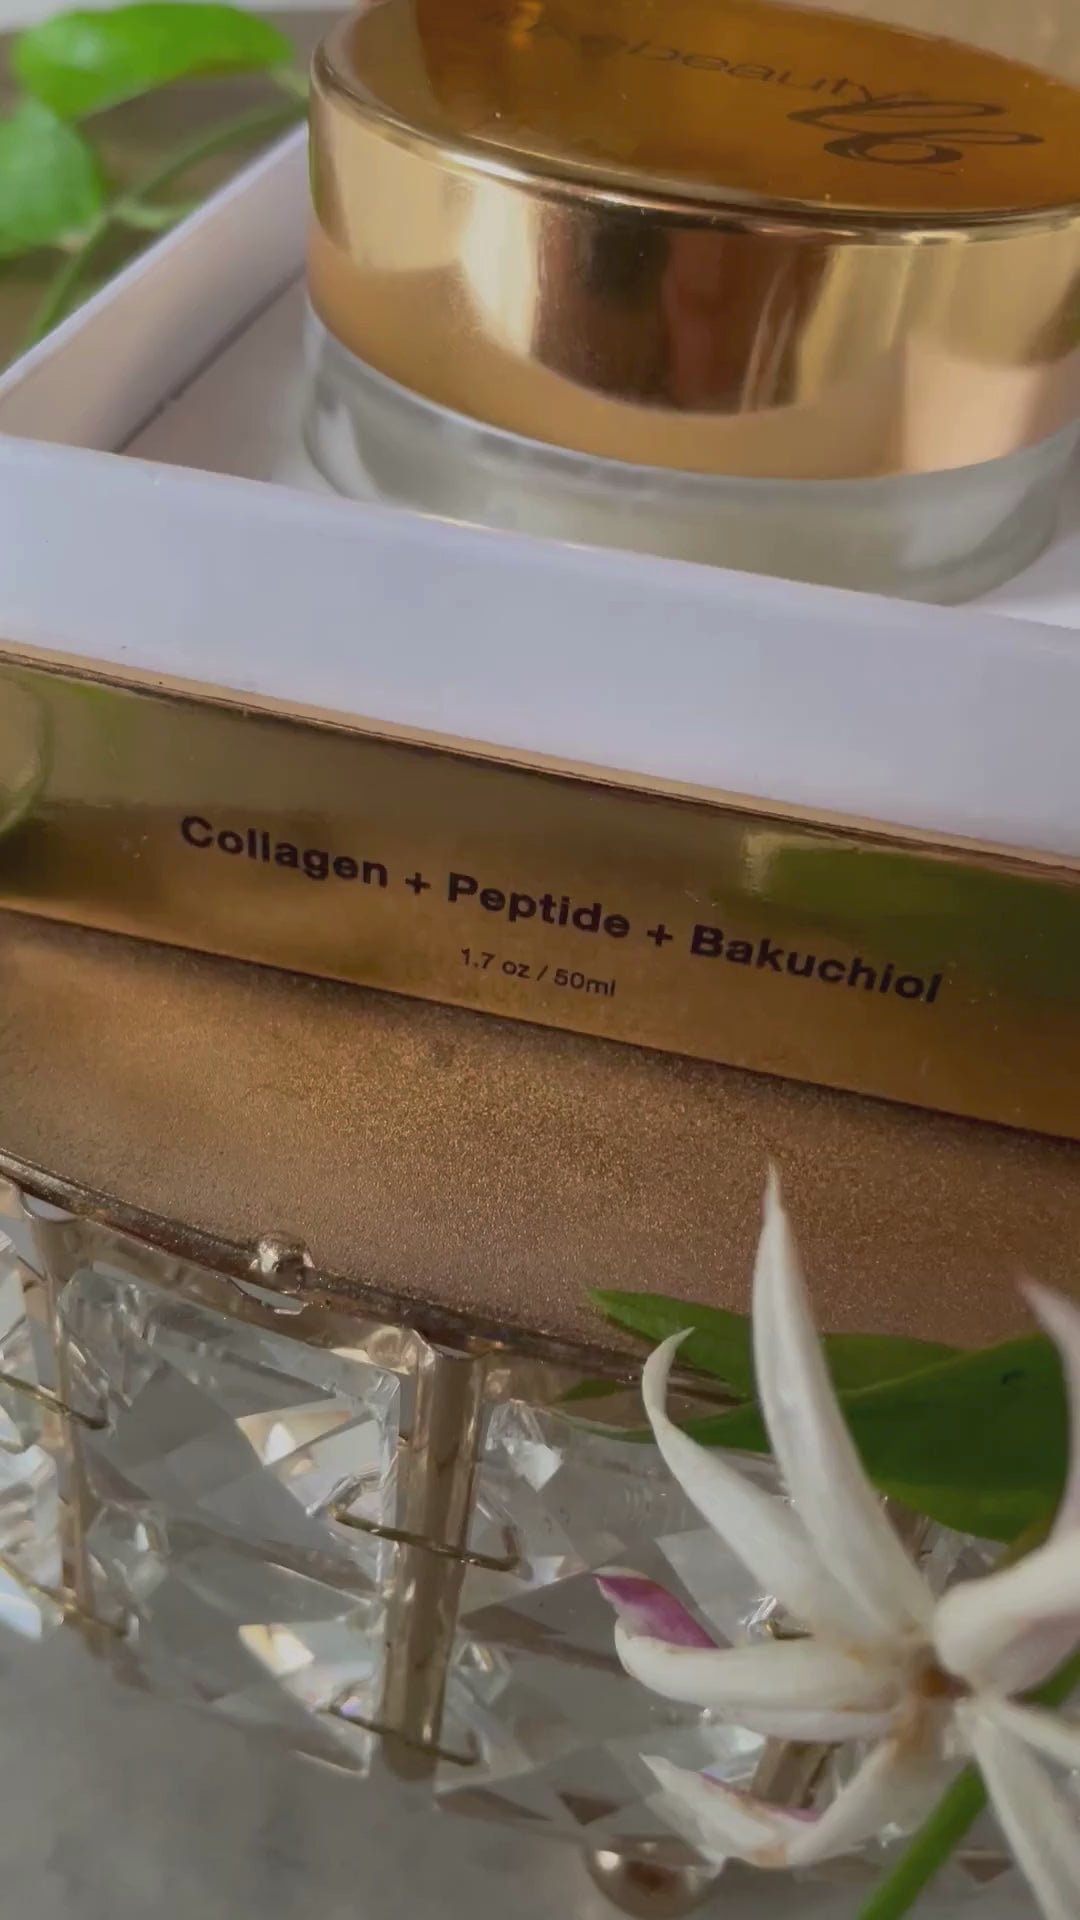 Collagen + Peptide + Bakuchiol
1.7 oz / 50ml